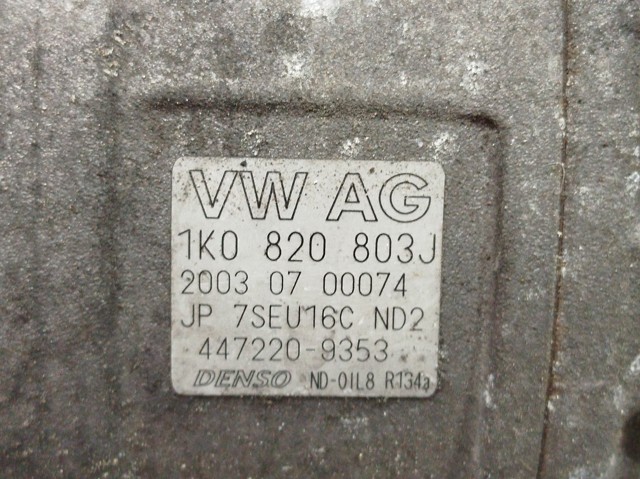 VW AG
1K0 820 803J
2003 07 00074
JP 7SEU16C ND2
447220-9353
DENSO ND-OIL8 R134a